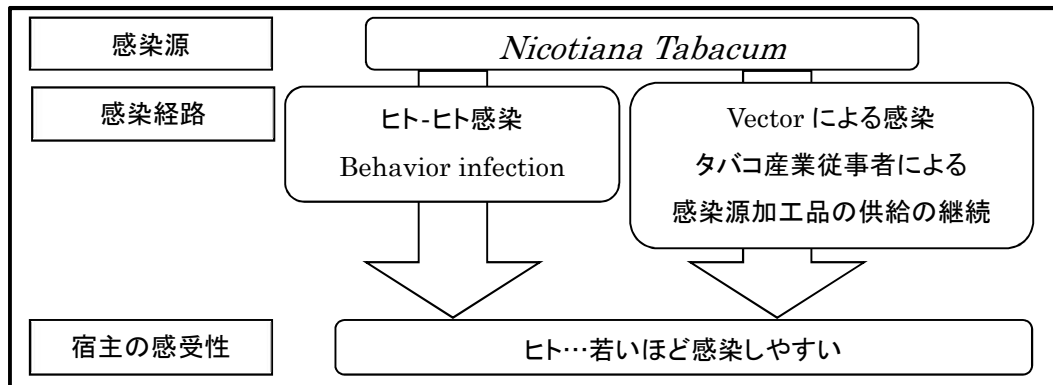 感染源
Nicotiana Tabacum
感染経路
ヒト-ヒト感染
Behavior infection
Vector による感染
タバコ産業従事者による
感染源加工品の供給の継続
宿主の感受性
ヒト…若いほど感染しやすい